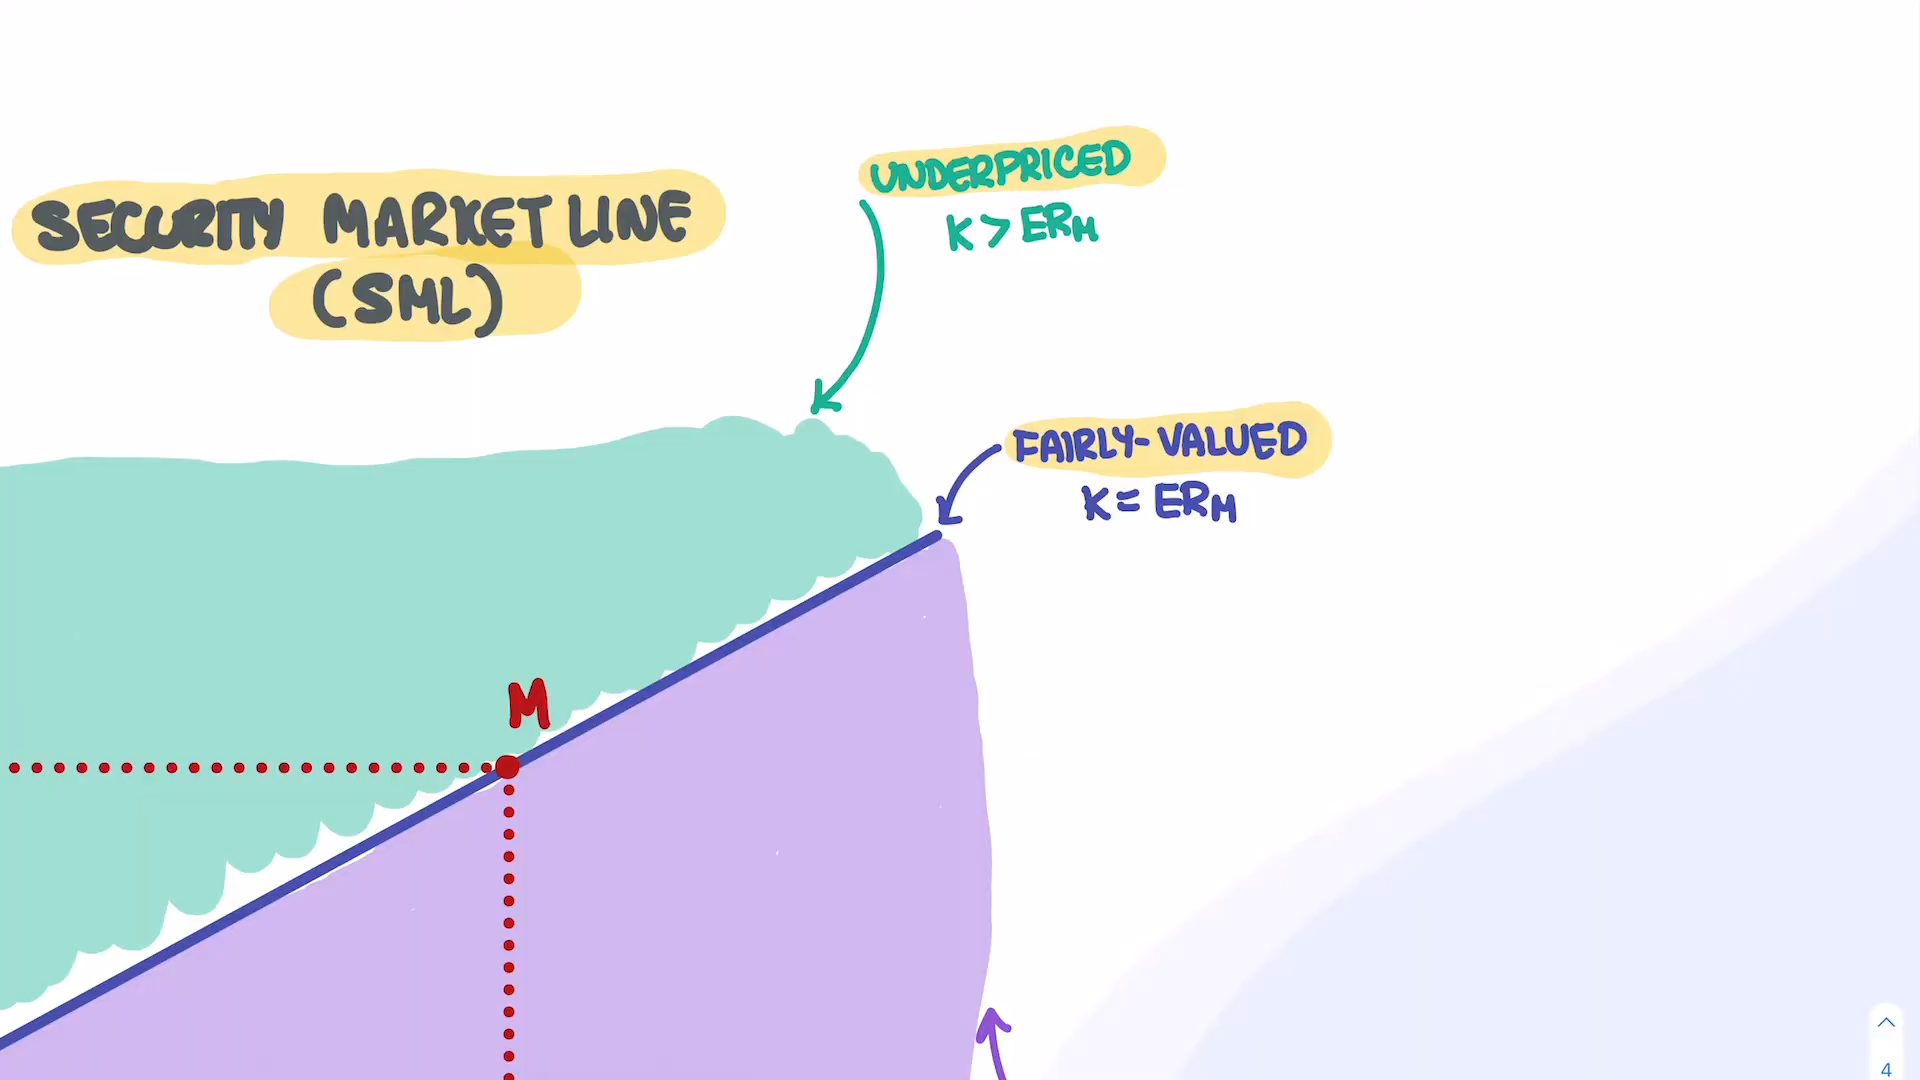 SECURITY MARKET LINE
(SML)
UNDERPRICED
K > ERM
FAIRLY-VALUED
K = ERM
M
4